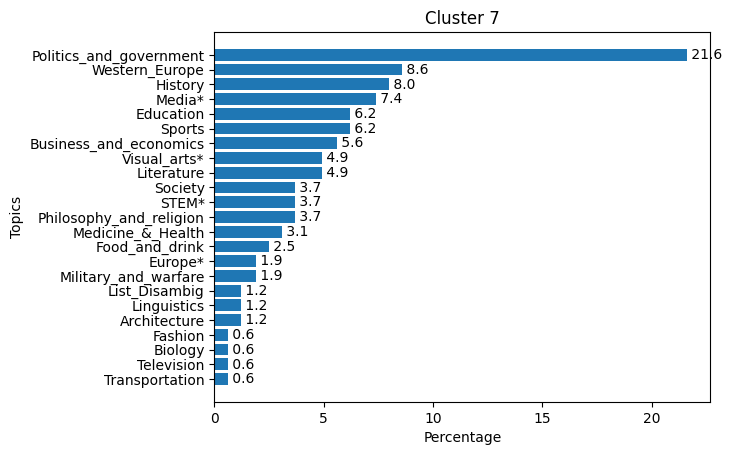 Cluster 7
Politics_and_government 21.6
Western_Europe 8.6
History 8.0
Media* 7.4
Education 6.2
Sports 6.2
Business_and_economics 5.6
Visual_arts* 4.9
Literature 4.9
Society 3.7
STEM* 3.7
Philosophy_and_religion 3.7
Medicine_&_Health 3.1
Food_and_drink 2.5
Europe* 1.9
Military_and_warfare 1.9
List_Disambig 1.2
Linguistics 1.2
Architecture 1.2
Fashion 0.6
Biology 0.6
Television 0.6
Transportation 0.6
Topics
0 5 10 15 20
Percentage